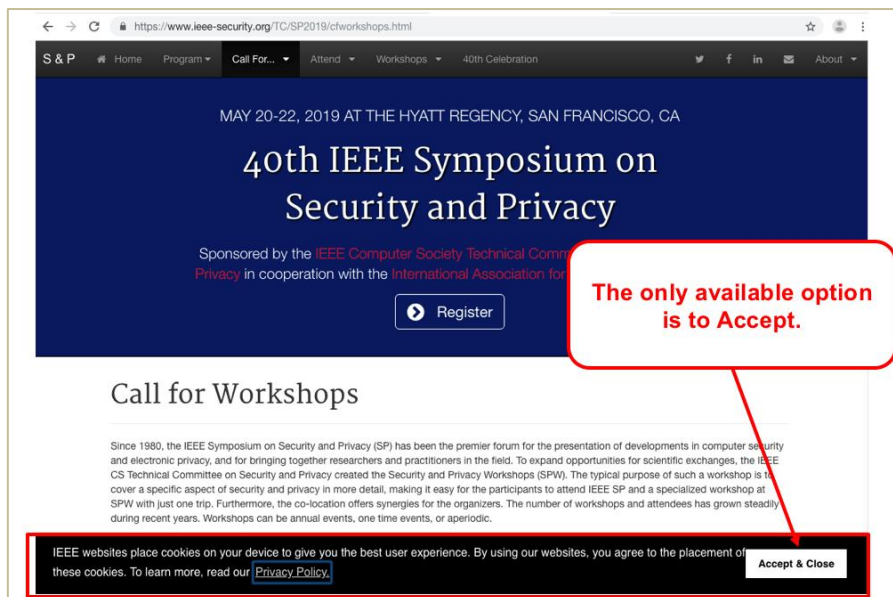 https://www.ieee-security.org/TC/SP2019/cfworkshops.html
S & P Home Program Call For... Attend Workshops 40th Celebration f in About
MAY 20-22, 2019 AT THE HYATT REGENCY, SAN FRANCISCO, CA
40th IEEE Symposium on
Security and Privacy
Sponsored by the IEEE Computer Society Technical Comm
Privacy in cooperation with the International Association for
Register
The only available option
is to Accept.
Call for Workshops
Since 1980, the IEEE Symposium on Security and Privacy (SP) has been the premier forum for the presentation of developments in computer security
and electronic privacy, and for bringing together researchers and practitioners in the field. To expand opportunities for scientific exchanges, the IEEE
CS Technical Committee on Security and Privacy created the Security and Privacy Workshops (SPW). The typical purpose of such a workshop is to
cover a specific aspect of security and privacy in more detail, making it easy for the participants to attend IEEE SP and a specialized workshop at
SPW with just one trip. Furthermore, the co-location offers synergies for the organizers. The number of workshops and attendees has grown steadily
during recent years. Workshops can be annual events, one time events, or aperiodic.
IEEE websites place cookies on your device to give you the best user experience. By using our websites, you agree to the placement of
these cookies. To learn more, read our Privacy Policy.
Accept & Close